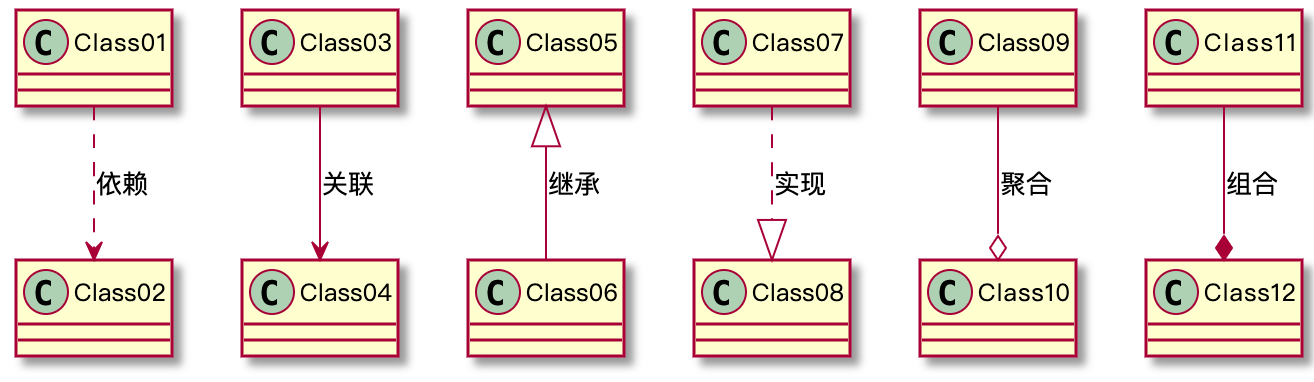 C Class01 C Class03 C Class05 C Class07 C Class09 C Class11
依赖 关联 继承 实现 聚合 组合
C Class02 C Class04 C Class06 C Class08 C Class10 C Class12